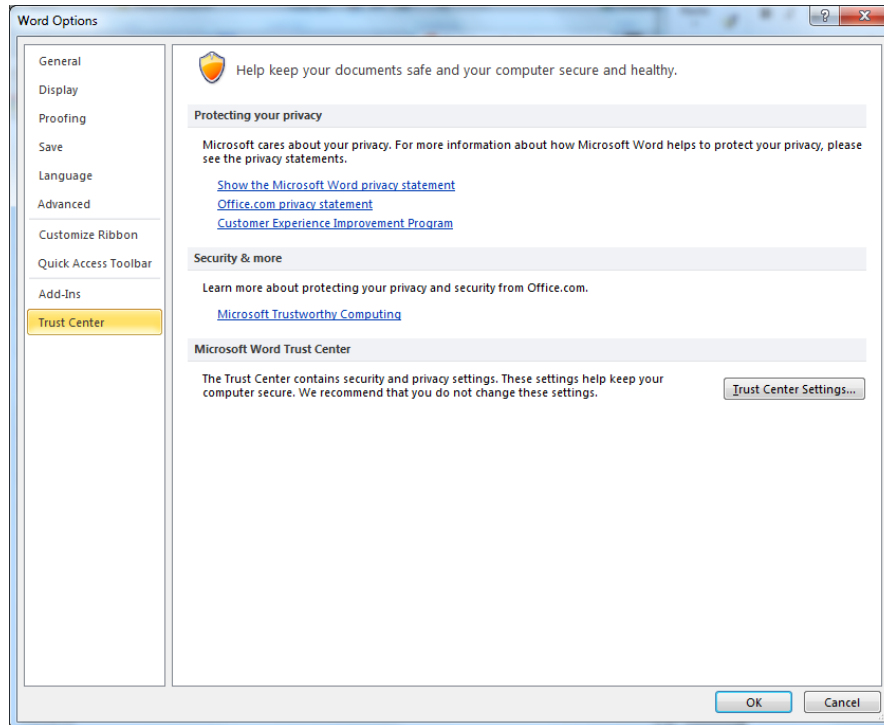 Word Options
General
Display
Proofing
Save
Language
Advanced
Customize Ribbon
Quick Access Toolbar
Add-Ins
Trust Center
Help keep your documents safe and your computer secure and healthy.
Protecting your privacy
Microsoft cares about your privacy. For more information about how Microsoft Word helps to protect your privacy, please
see the privacy statements.
Show the Microsoft Word privacy statement
Office.com privacy statement
Customer Experience Improvement Program
Security & more
Learn more about protecting your privacy and security from Office.com.
Microsoft Trustworthy Computing
Microsoft Word Trust Center
The Trust Center contains security and privacy settings. These settings help keep your
computer secure. We recommend that you do not change these settings.
Trust Center Settings...
OK
Cancel